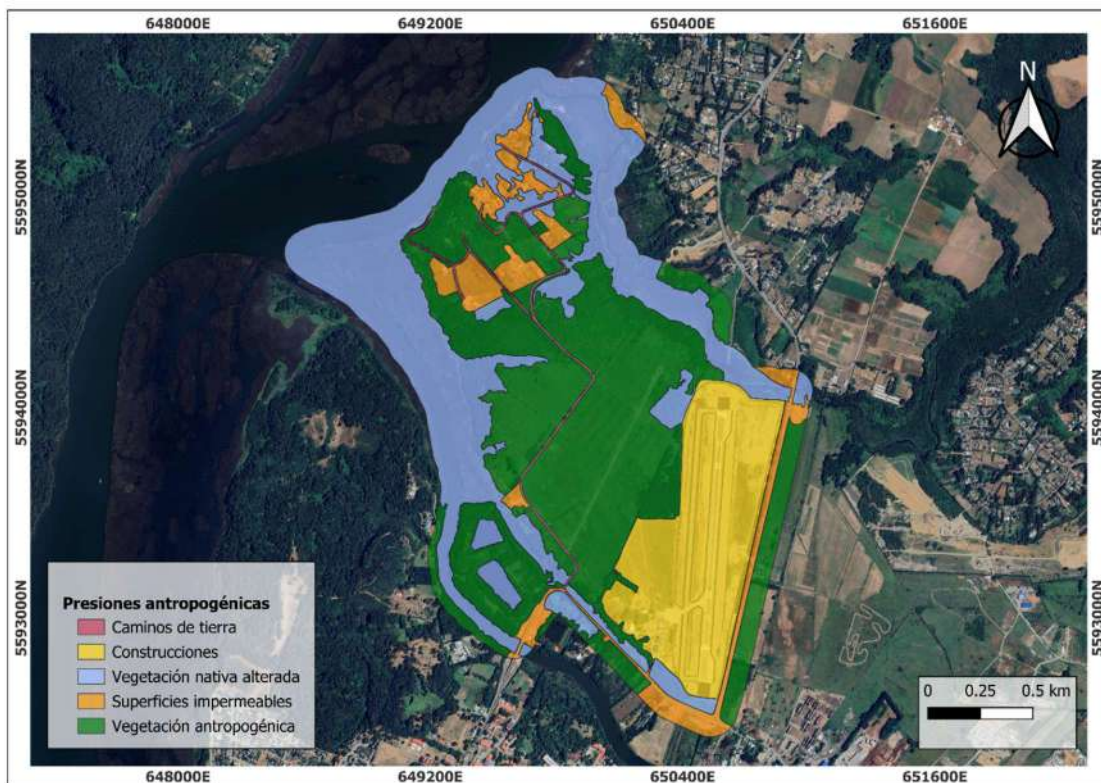 648000E 649200E 650400E 651600E
N
5595000N 5595000N
5594000N 5594000N
5593000N 5593000N
Presiones antropogénicas
Caminos de tierra
Construcciones
Vegetación nativa alterada
Superficies impermeables
Vegetación antropogénica
0 0.25 0.5 km
648000E 649200E 650400E 651600E